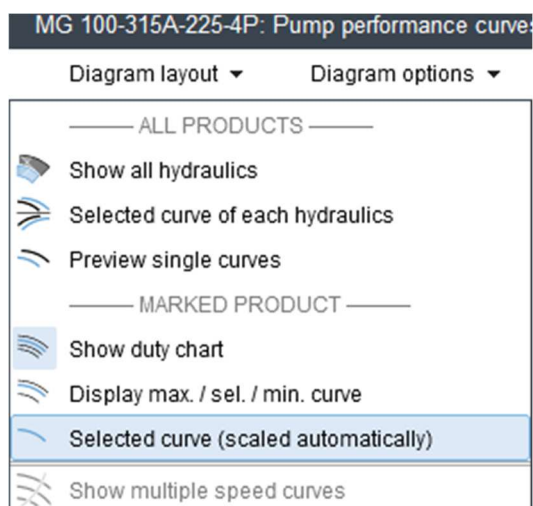 MG 100-315A-225-4P: Pump performance curves
Diagram layout Diagram options
ALL PRODUCTS
Show all hydraulics
Selected curve of each hydraulics
Preview single curves
MARKED PRODUCT
Show duty chart
Display max. / sel. / min. curve
Selected curve (scaled automatically)
Show multiple speed curves